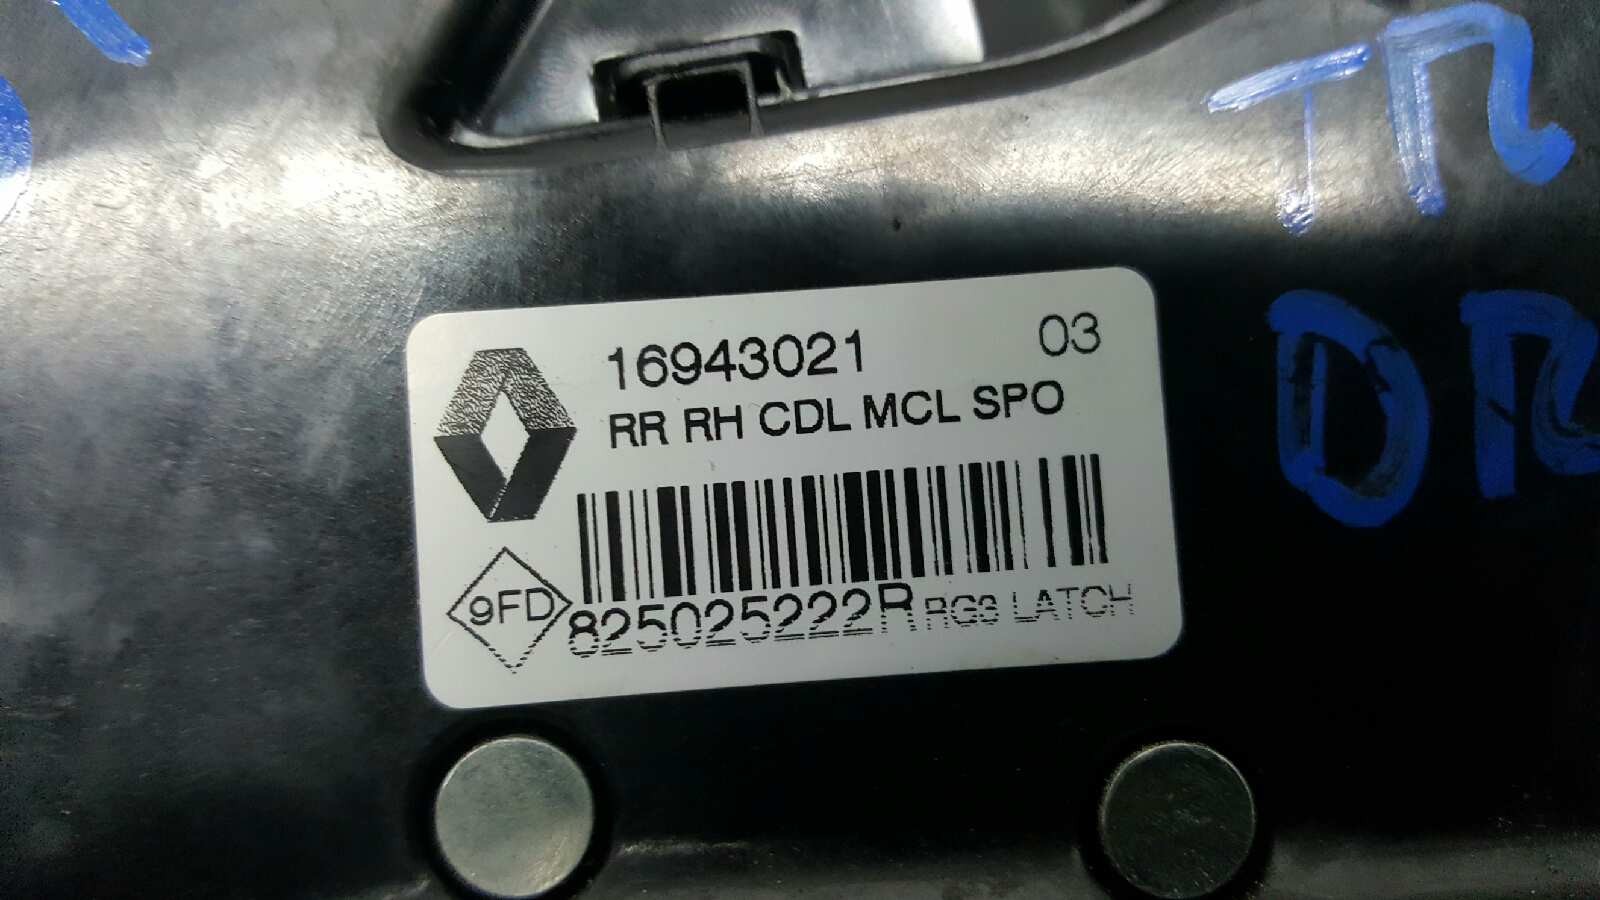 TR
DR
16943021 03
RR RH CDL MCL SPO
9FD
825025222R RG3 LATCH